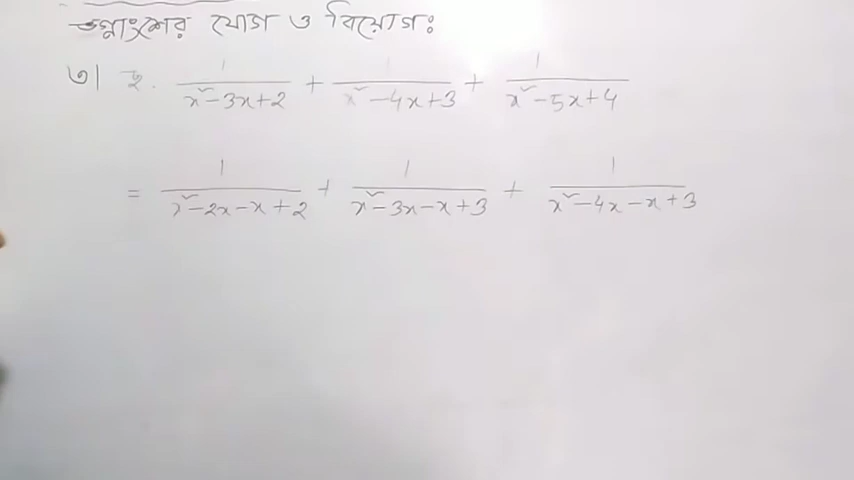 ভগ্নাংশের যোগ ও বিয়োগঃ
৩। ২. 1/(x²-3x+2) + 1/(x²-4x+3) + 1/(x²-5x+4)
= 1/(x²-2x-x+2) + 1/(x²-3x-x+3) + 1/(x²-4x-x+3)